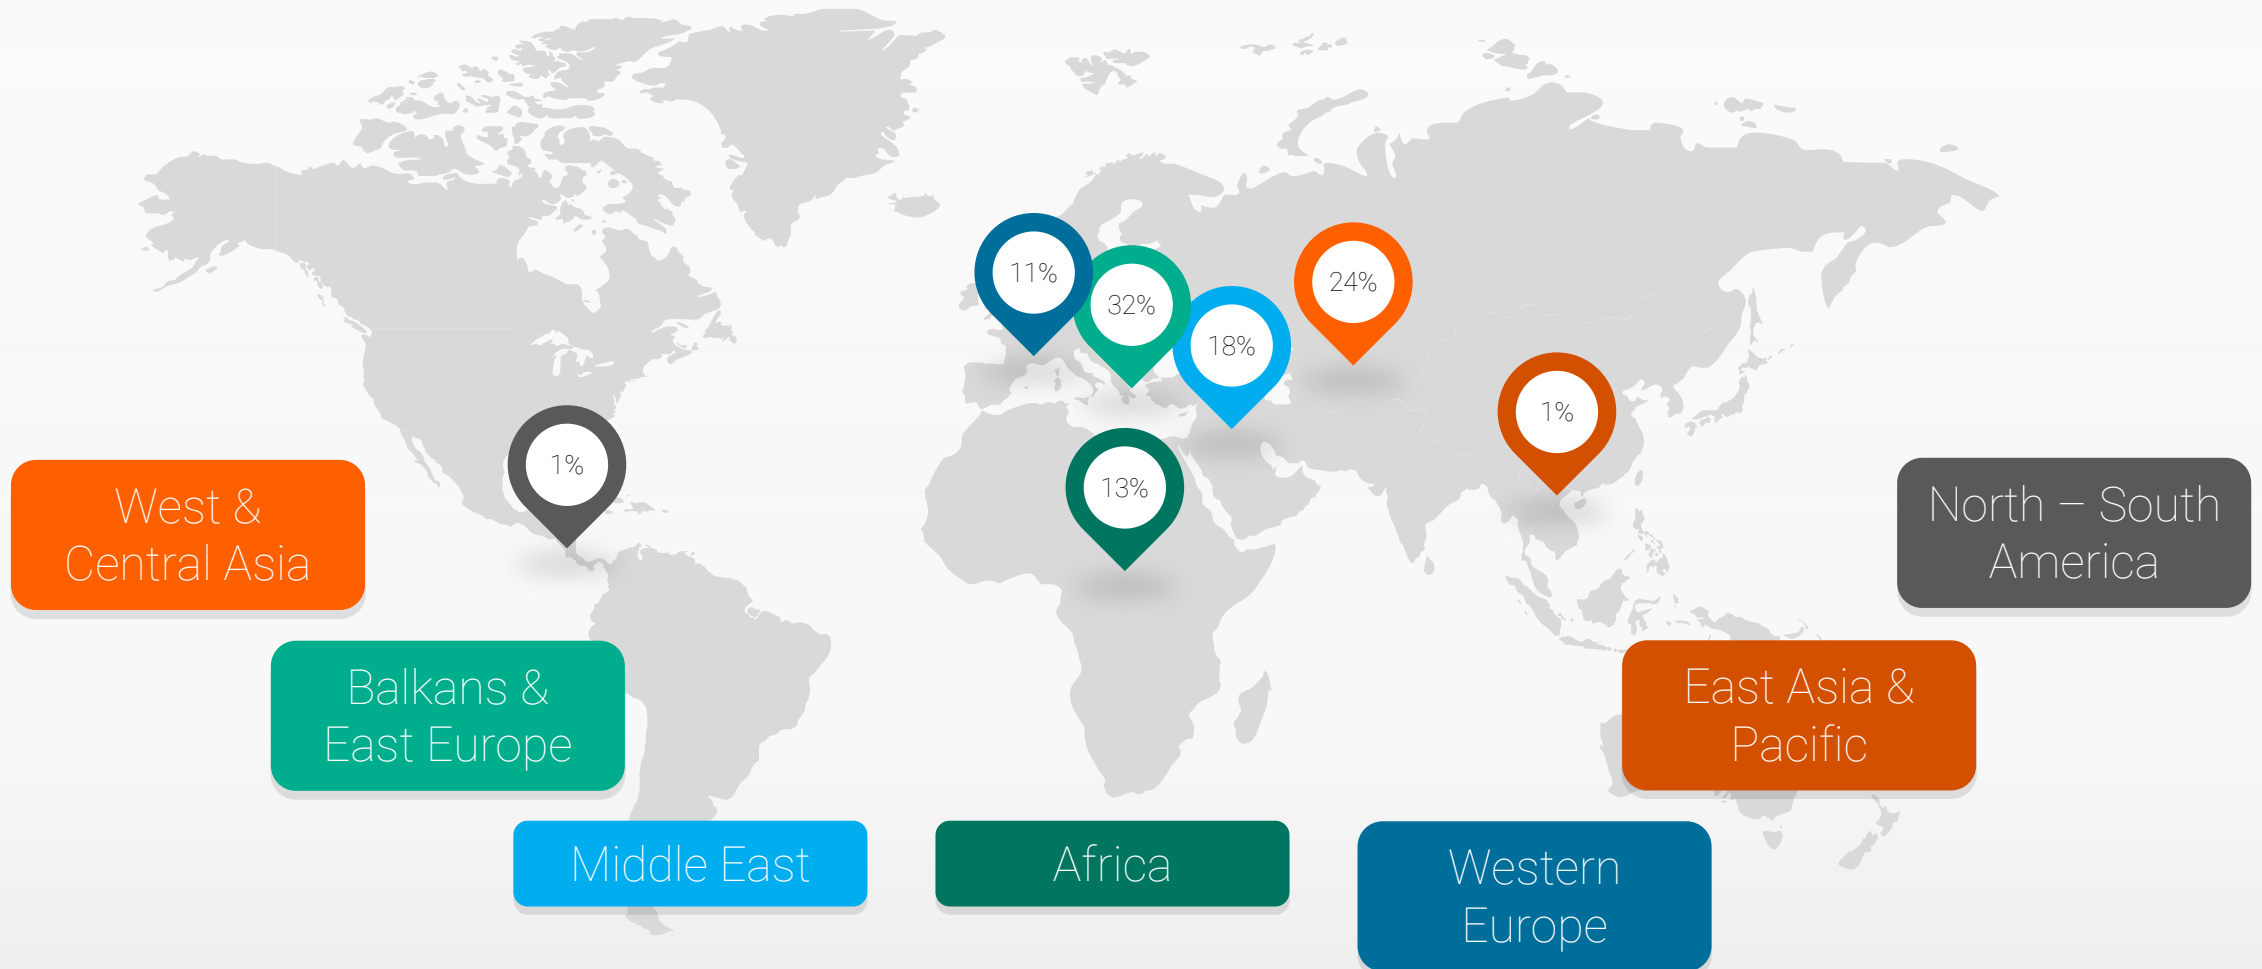 11%
32%
18%
24%
1%
1%
13%
West &
Central Asia
North – South
America
Balkans &
East Europe
East Asia &
Pacific
Middle East
Africa
Western
Europe